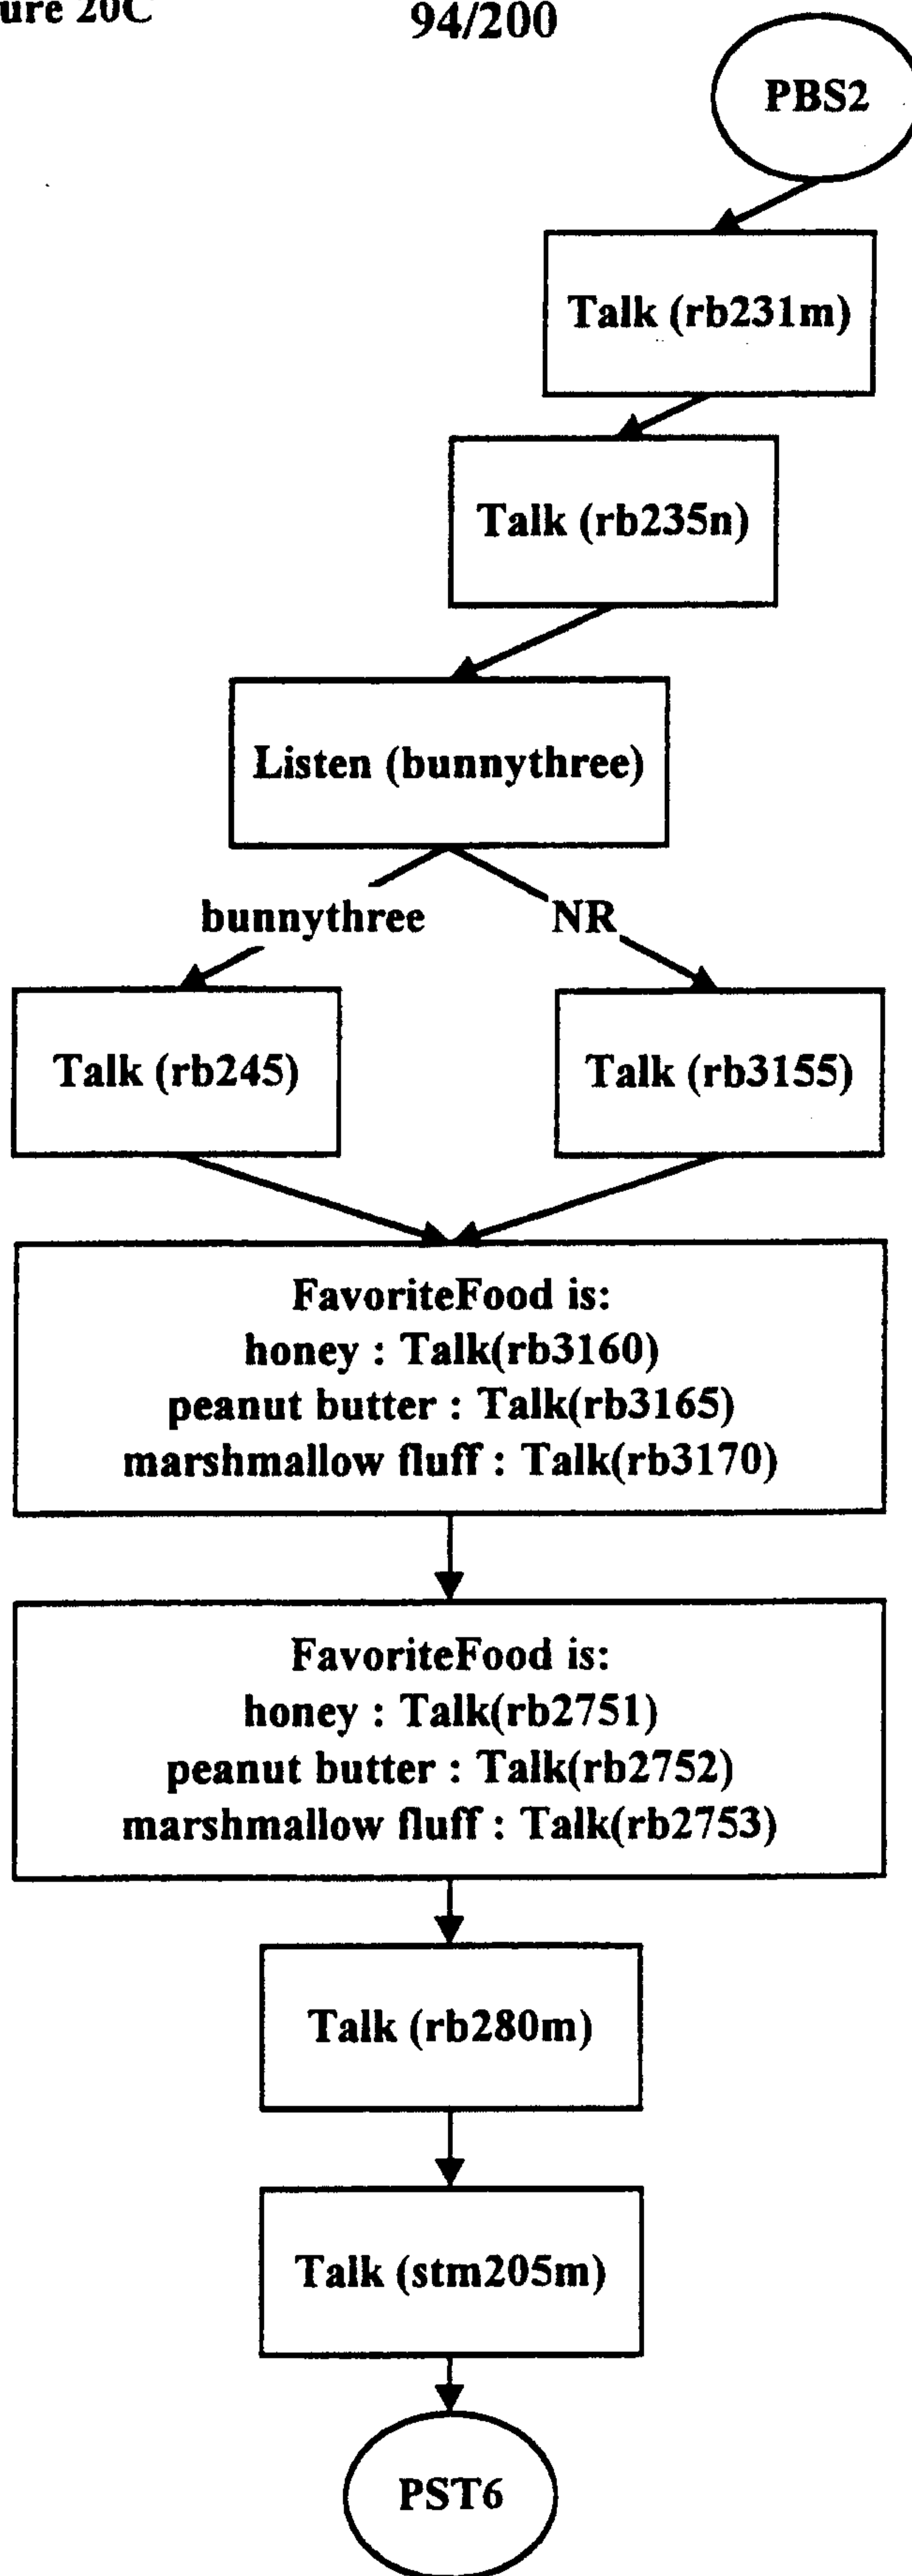 ure 20C
94/200
PBS2
Talk (rb231m)
Talk (rb235n)
Listen (bunnythree)
bunnythree
NR
Talk (rb245)
Talk (rb3155)
FavoriteFood is:
honey : Talk(rb3160)
peanut butter : Talk(rb3165)
marshmallow fluff : Talk(rb3170)
FavoriteFood is:
honey : Talk(rb2751)
peanut butter : Talk(rb2752)
marshmallow fluff : Talk(rb2753)
Talk (rb280m)
Talk (stm205m)
PST6